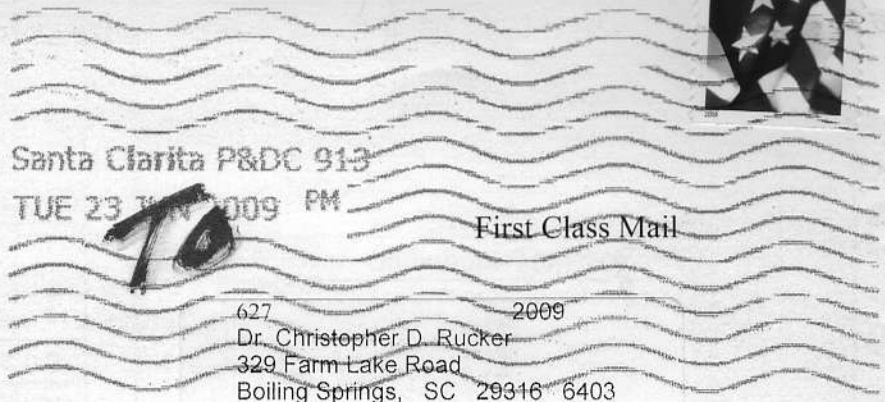 Santa Clarita P&DC 913
TUE 23 JUN 2009 PM
TO
First Class Mail
627 2009
Dr. Christopher D. Rucker
329 Farm Lake Road
Boiling Springs, SC 29316 6403